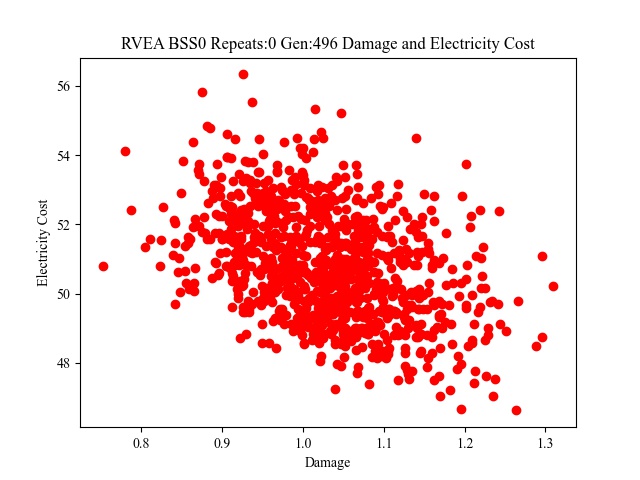 RVEA BSS0 Repeats:0 Gen:496 Damage and Electricity Cost
56
54
52
50
48
Electricity Cost
0.8 0.9 1.0 1.1 1.2 1.3
Damage